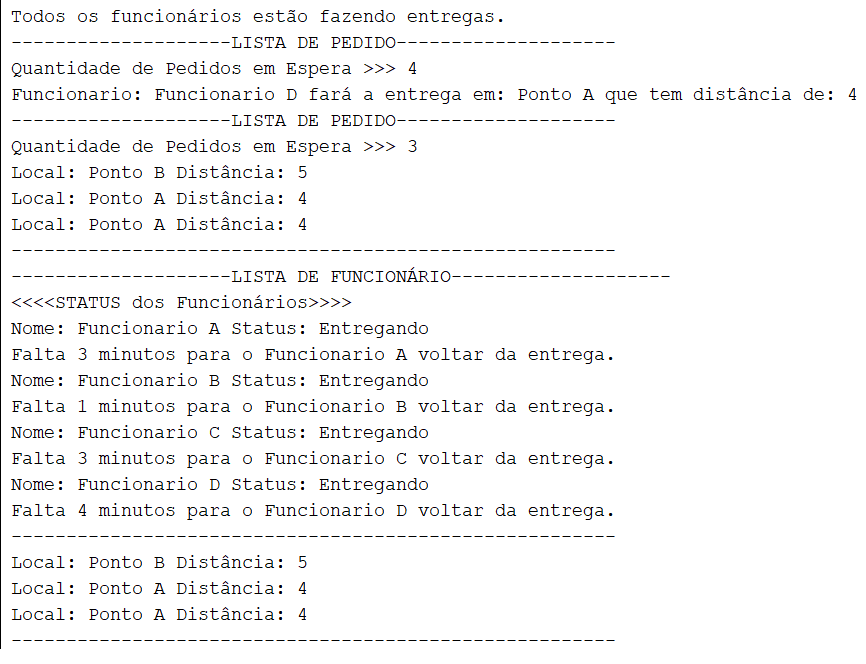 Todos os funcionários estão fazendo entregas.
--------------------LISTA DE PEDIDO--------------------
Quantidade de Pedidos em Espera >>> 4
Funcionario: Funcionario D fará a entrega em: Ponto A que tem distância de: 4
--------------------LISTA DE PEDIDO--------------------
Quantidade de Pedidos em Espera >>> 3
Local: Ponto B Distância: 5
Local: Ponto A Distância: 4
Local: Ponto A Distância: 4
-------------------------------------------------------
--------------------LISTA DE FUNCIONÁRIO--------------------
<<<<STATUS dos Funcionários>>>>
Nome: Funcionario A Status: Entregando
Falta 3 minutos para o Funcionario A voltar da entrega.
Nome: Funcionario B Status: Entregando
Falta 1 minutos para o Funcionario B voltar da entrega.
Nome: Funcionario C Status: Entregando
Falta 3 minutos para o Funcionario C voltar da entrega.
Nome: Funcionario D Status: Entregando
Falta 4 minutos para o Funcionario D voltar da entrega.
-------------------------------------------------------
Local: Ponto B Distância: 5
Local: Ponto A Distância: 4
Local: Ponto A Distância: 4
-------------------------------------------------------